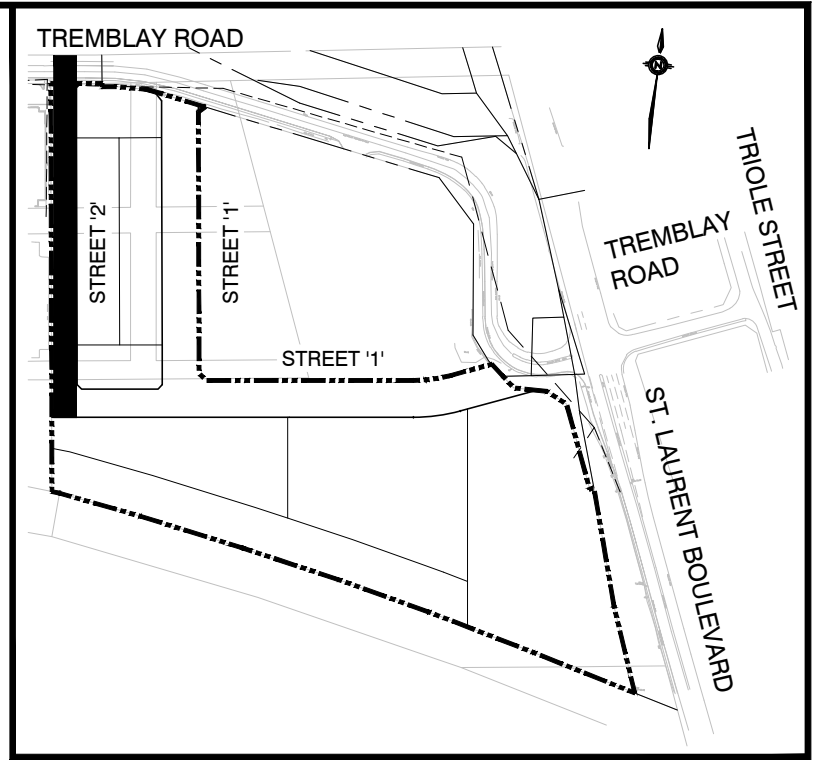 TREMBLAY ROAD
N
TRIOLE STREET
TREMBLAY
ROAD
STREET '2'
STREET '1'
STREET '1'
ST. LAURENT BOULEVARD